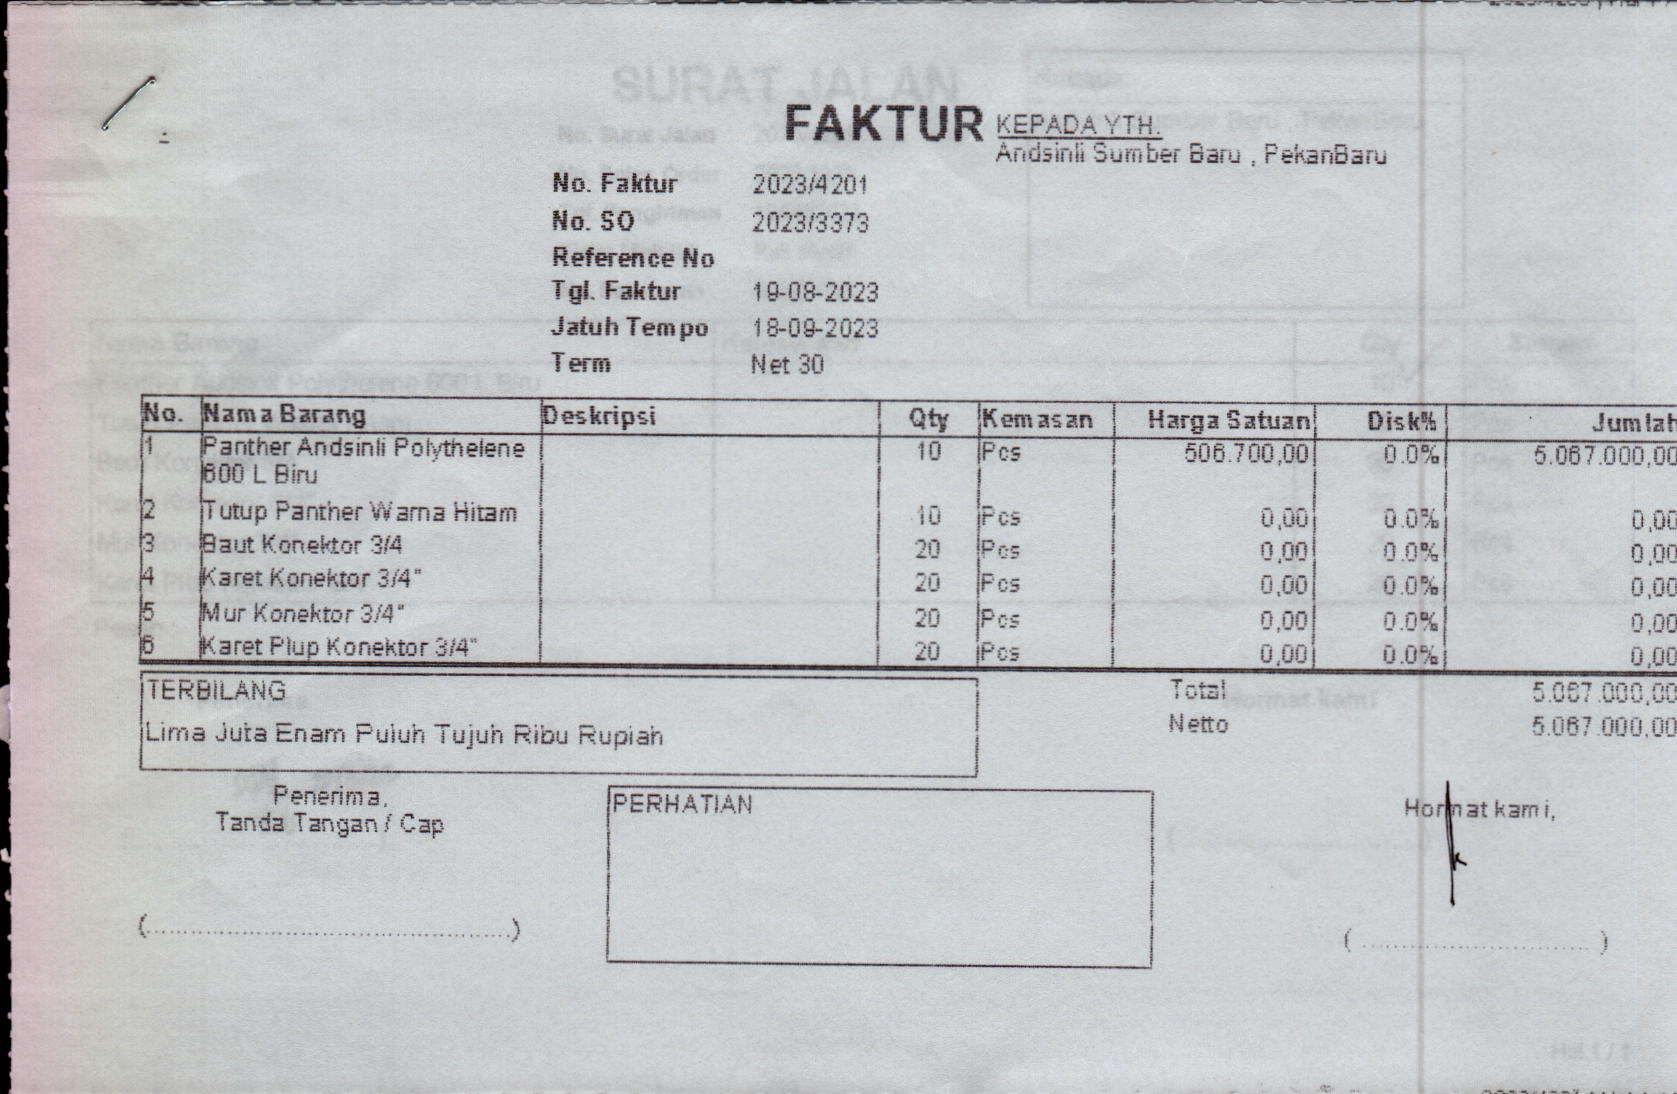 SURAT JALAN
FAKTUR
KEPADA YTH.
Andsinli Sumber Baru , PekanBaru
No. Faktur 2023/4201
No. SO 2023/3373
Reference No
Tgl. Faktur 19-08-2023
Jatuh Tempo 18-09-2023
Term Net 30
No. Nama Barang Deskripsi Qty Kemasan Harga Satuan Disk% Jumlah
1 Panther Andsinli Polythelene 10 Pcs 506.700,00 0.0% 5.067.000,00
600 L Biru
2 Tutup Panther Warna Hitam 10 Pcs 0,00 0.0% 0,00
3 Baut Konektor 3/4 20 Pcs 0,00 0.0% 0,00
4 Karet Konektor 3/4" 20 Pcs 0,00 0.0% 0,00
5 Mur Konektor 3/4" 20 Pcs 0,00 0.0% 0,00
6 Karet Plup Konektor 3/4" 20 Pcs 0,00 0.0% 0,00
TERBILANG
Lima Juta Enam Puluh Tujuh Ribu Rupiah
Total 5.067.000,00
Netto 5.067.000,00
Penerima,
Tanda Tangan / Cap
PERHATIAN
Hormat kami,
(..............................................)
( ............................. )